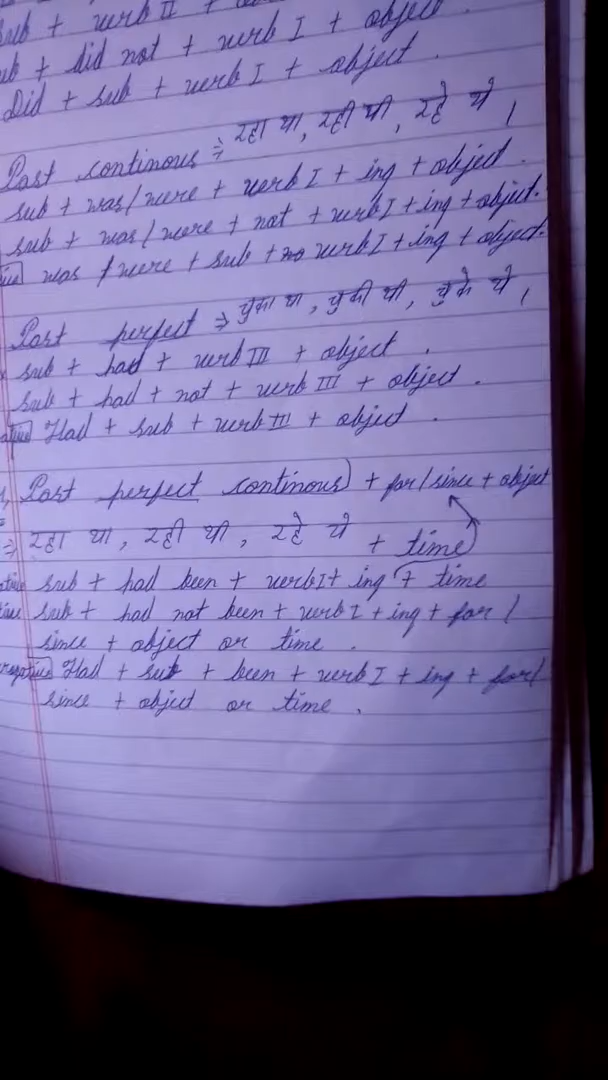 sub + verb II +
sub + did not + verb I + object
Did + sub + verb I + object .
Past continous ⇒ रहा था, रही थी, रहे थे ,
sub + was/were + verb I + ing + object .
sub + was/were + not + verb I + ing + object.
was / were + sub + verb I + ing + object.
Past perfect ⇒ चुका था, चुकी थी, चुके थे ,
sub + had + verb III + object .
sub + had + not + verb III + object .
Had + sub + verb III + object .
Past perfect continous) + for/since + object
⇒ रहा था, रही थी, रहे थे + time)
sub + had been + verb I + ing + time
sub + had not been + verb I + ing + for /
since + object or time .
Had + sub + been + verb I + ing + for/
since + object or time .